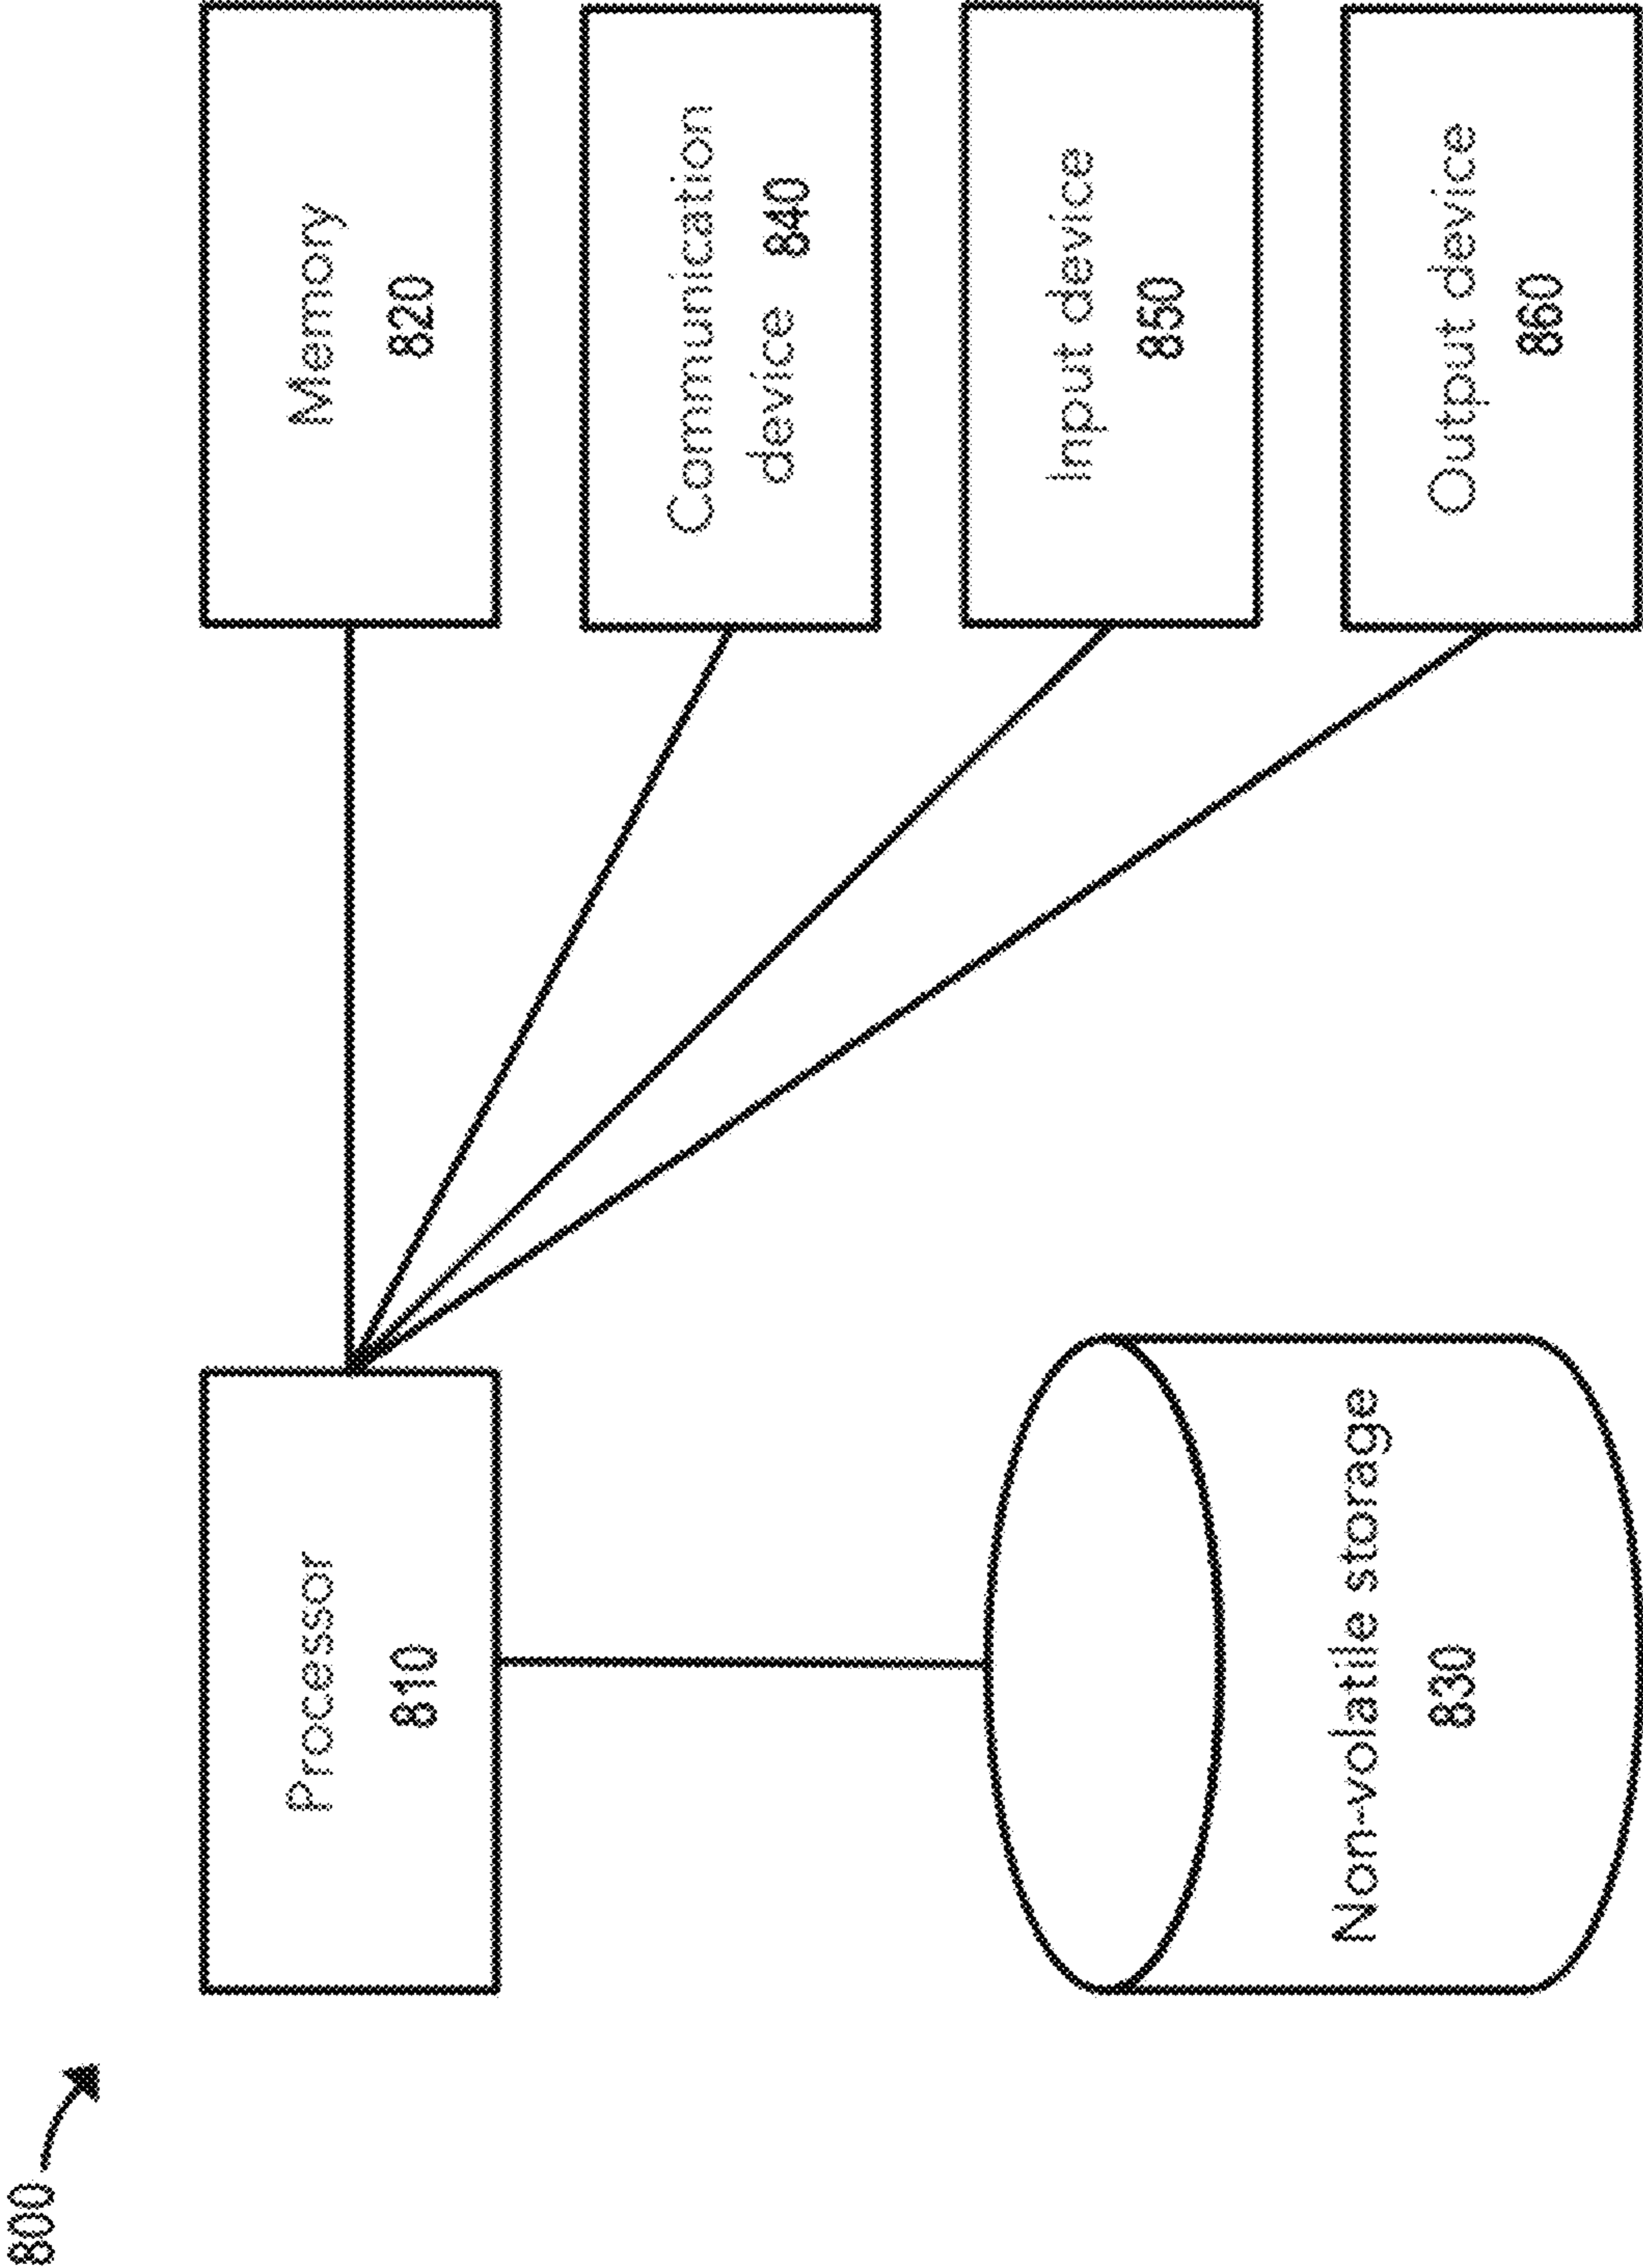 800
Processor
810
Memory
820
Communication
device 840
Input device
850
Output device
860
Non-volatile storage
830